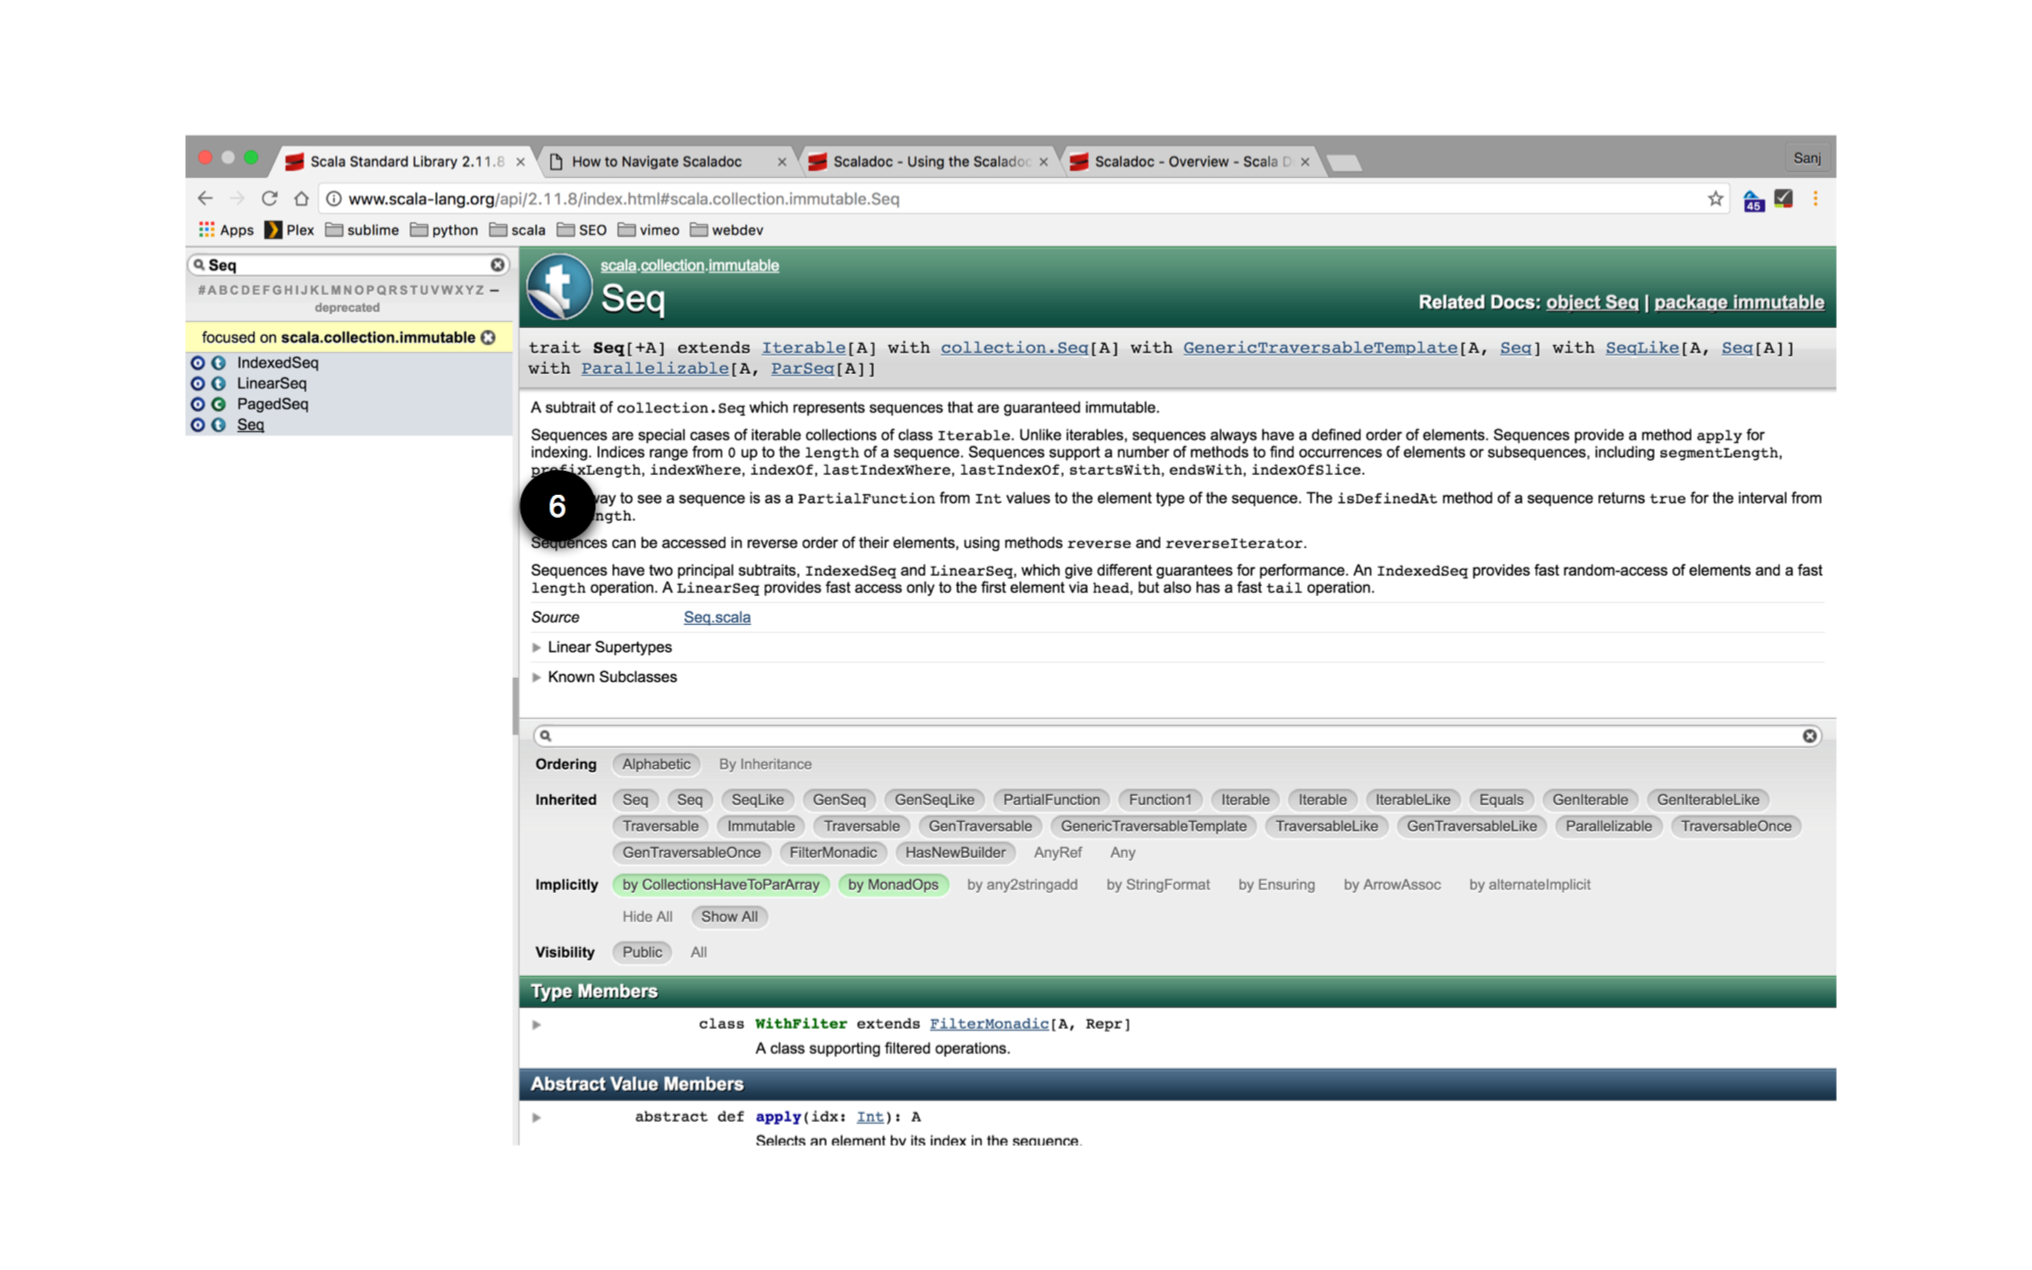 Scala Standard Library 2.11.8
How to Navigate Scaladoc
Scaladoc - Using the Scaladoc
Scaladoc - Overview - Scala D
Sanj
www.scala-lang.org/api/2.11.8/index.html#scala.collection.immutable.Seq
45
Apps Plex sublime python scala SEO vimeo webdev
Seq
#ABCDEFGHIJKLMNOPQRSTUVWXYZ –
deprecated
focused on scala.collection.immutable
IndexedSeq
LinearSeq
PagedSeq
Seq
scala.collection.immutable
t Seq
Related Docs: object Seq | package immutable
trait Seq[+A] extends Iterable[A] with collection.Seq[A] with GenericTraversableTemplate[A, Seq] with SeqLike[A, Seq[A]]
with Parallelizable[A, ParSeq[A]]
A subtrait of collection.Seq which represents sequences that are guaranteed immutable.
Sequences are special cases of iterable collections of class Iterable. Unlike iterables, sequences always have a defined order of elements. Sequences provide a method apply for
indexing. Indices range from 0 up to the length of a sequence. Sequences support a number of methods to find occurrences of elements or subsequences, including segmentLength,
prefixLength, indexWhere, indexOf, lastIndexWhere, lastIndexOf, startsWith, endsWith, indexOfSlice.
6
to see a sequence is as a PartialFunction from Int values to the element type of the sequence. The isDefinedAt method of a sequence returns true for the interval from
Sequences can be accessed in reverse order of their elements, using methods reverse and reverseIterator.
Sequences have two principal subtraits, IndexedSeq and LinearSeq, which give different guarantees for performance. An IndexedSeq provides fast random-access of elements and a fast
length operation. A LinearSeq provides fast access only to the first element via head, but also has a fast tail operation.
Source Seq.scala
Linear Supertypes
Known Subclasses
Ordering Alphabetic By Inheritance
Inherited Seq Seq SeqLike GenSeq GenSeqLike PartialFunction Function1 Iterable Iterable IterableLike Equals GenIterable GenIterableLike
Traversable Immutable Traversable GenTraversable GenericTraversableTemplate TraversableLike GenTraversableLike Parallelizable TraversableOnce
GenTraversableOnce FilterMonadic HasNewBuilder AnyRef Any
Implicitly by CollectionsHaveToParArray by MonadOps by any2stringadd by StringFormat by Ensuring by ArrowAssoc by alternateImplicit
Hide All Show All
Visibility Public All
Type Members
class WithFilter extends FilterMonadic[A, Repr]
A class supporting filtered operations.
Abstract Value Members
abstract def apply(idx: Int): A
Selects an element by its index in the sequence.